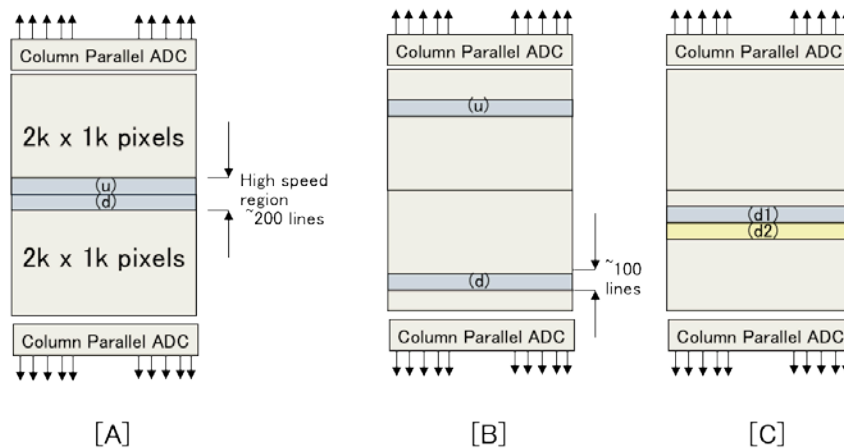 Column Parallel ADC
2k x 1k pixels
(u)
(d)
High speed
region
~200 lines
2k x 1k pixels
Column Parallel ADC
[A]
Column Parallel ADC
(u)
(d)
~100
lines
Column Parallel ADC
[B]
Column Parallel ADC
(d1)
(d2)
Column Parallel ADC
[C]